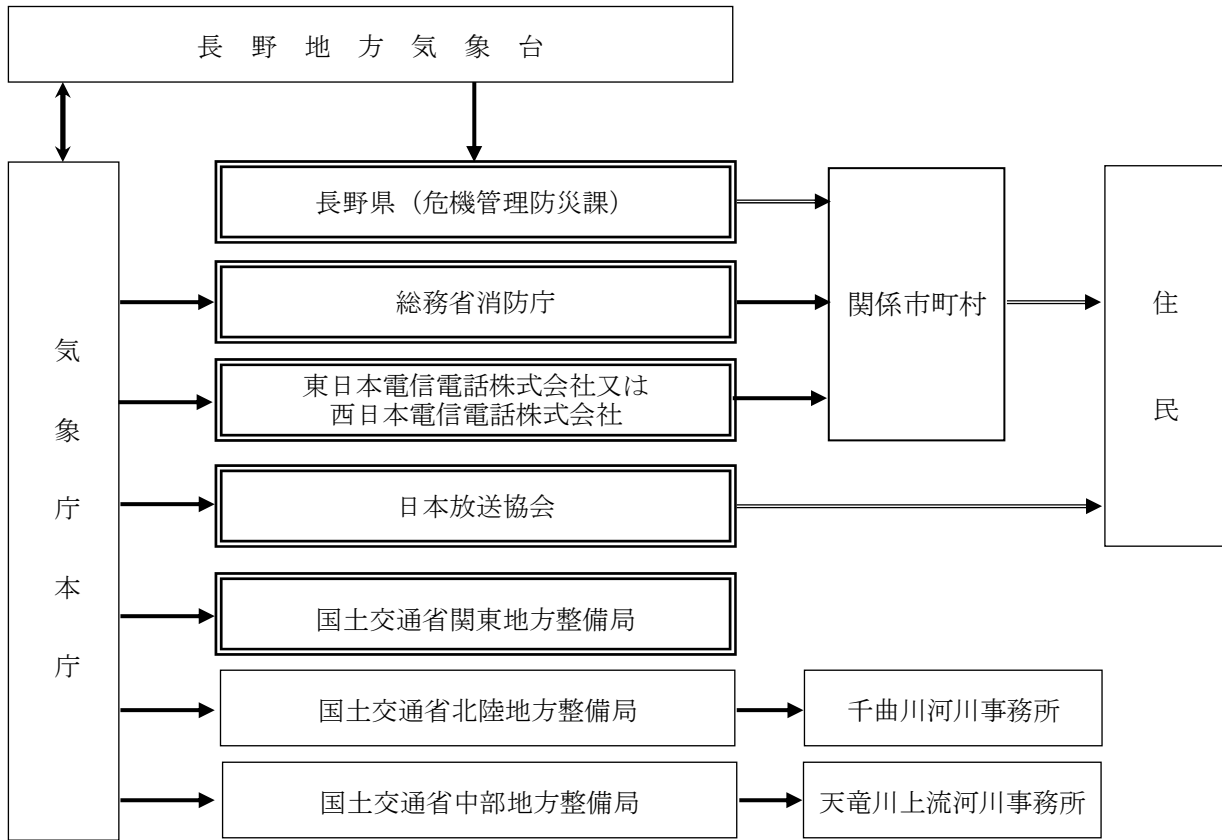 長野地方気象台
長野県（危機管理防災課）
総務省消防庁
東日本電信電話株式会社又は
西日本電信電話株式会社
関係市町村
住民
気象庁本庁
日本放送協会
国土交通省関東地方整備局
国土交通省北陸地方整備局
千曲川河川事務所
国土交通省中部地方整備局
天竜川上流河川事務所